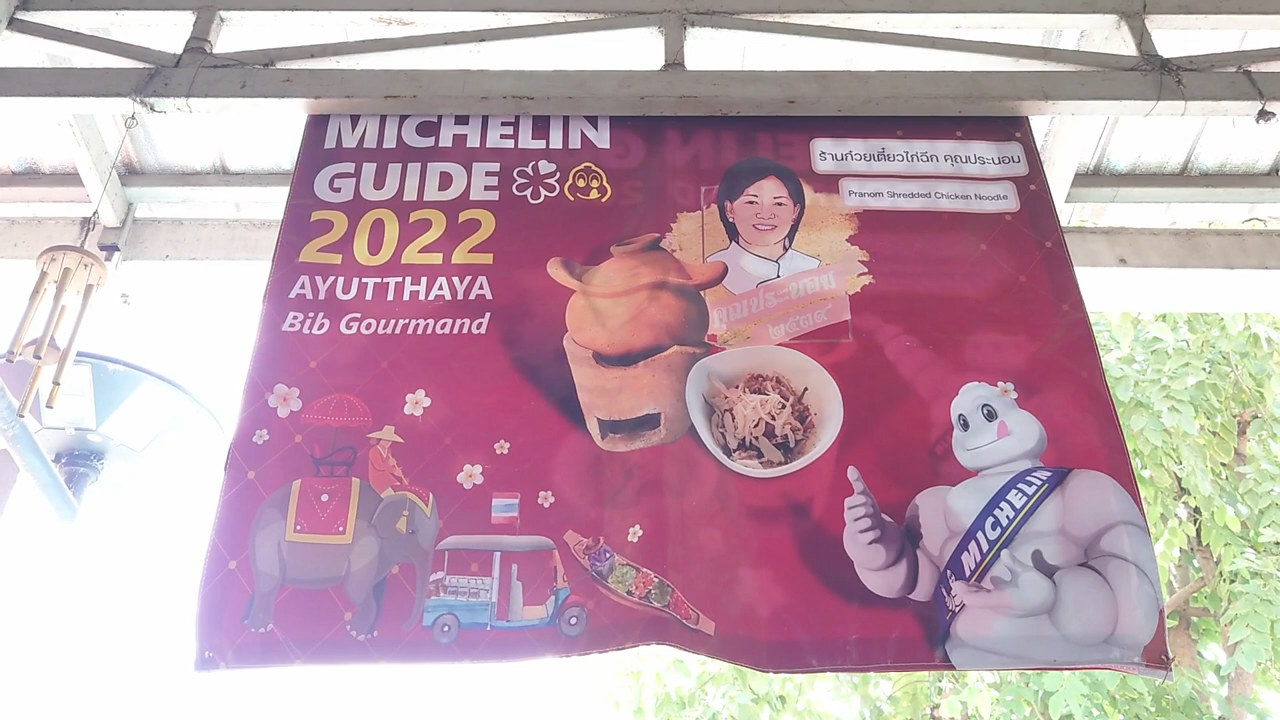 MICHELIN
GUIDE
2022
AYUTTHAYA
Bib Gourmand
ร้านก๋วยเตี๋ยวไก่ฉีก คุณประนอม
Pranom Shredded Chicken Noodle
คุณประนอม
๒๕๓๙
MICHELIN